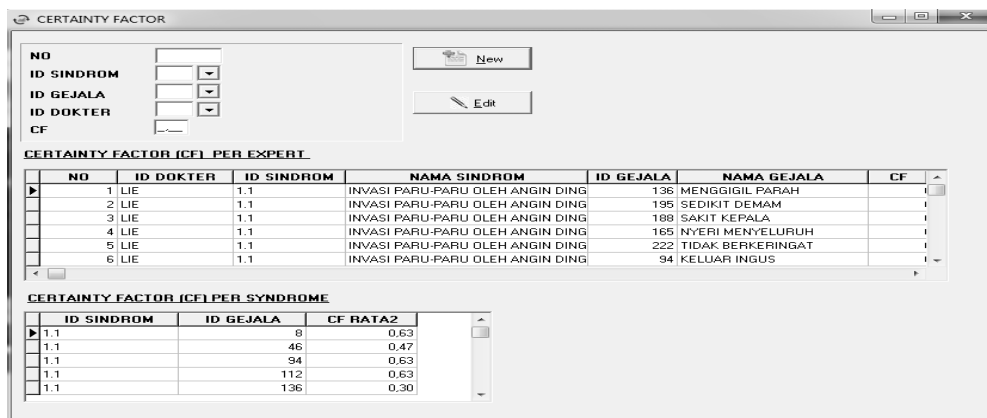 CERTAINTY FACTOR
NO
New
ID SINDROM
ID GEJALA
Edit
ID DOKTER
CF _.__
CERTAINTY FACTOR (CF) PER EXPERT
NO ID DOKTER ID SINDROM NAMA SINDROM ID GEJALA NAMA GEJALA CF
1 LIE 1.1 INVASI PARU-PARU OLEH ANGIN DING 136 MENGGIGIL PARAH
2 LIE 1.1 INVASI PARU-PARU OLEH ANGIN DING 195 SEDIKIT DEMAM
3 LIE 1.1 INVASI PARU-PARU OLEH ANGIN DING 188 SAKIT KEPALA
4 LIE 1.1 INVASI PARU-PARU OLEH ANGIN DING 165 NYERI MENYELURUH
5 LIE 1.1 INVASI PARU-PARU OLEH ANGIN DING 222 TIDAK BERKERINGAT
6 LIE 1.1 INVASI PARU-PARU OLEH ANGIN DING 94 KELUAR INGUS
CERTAINTY FACTOR (CF) PER SYNDROME
ID SINDROM ID GEJALA CF RATA2
1.1 8 0,63
1.1 46 0,47
1.1 94 0,63
1.1 112 0,63
1.1 136 0,30